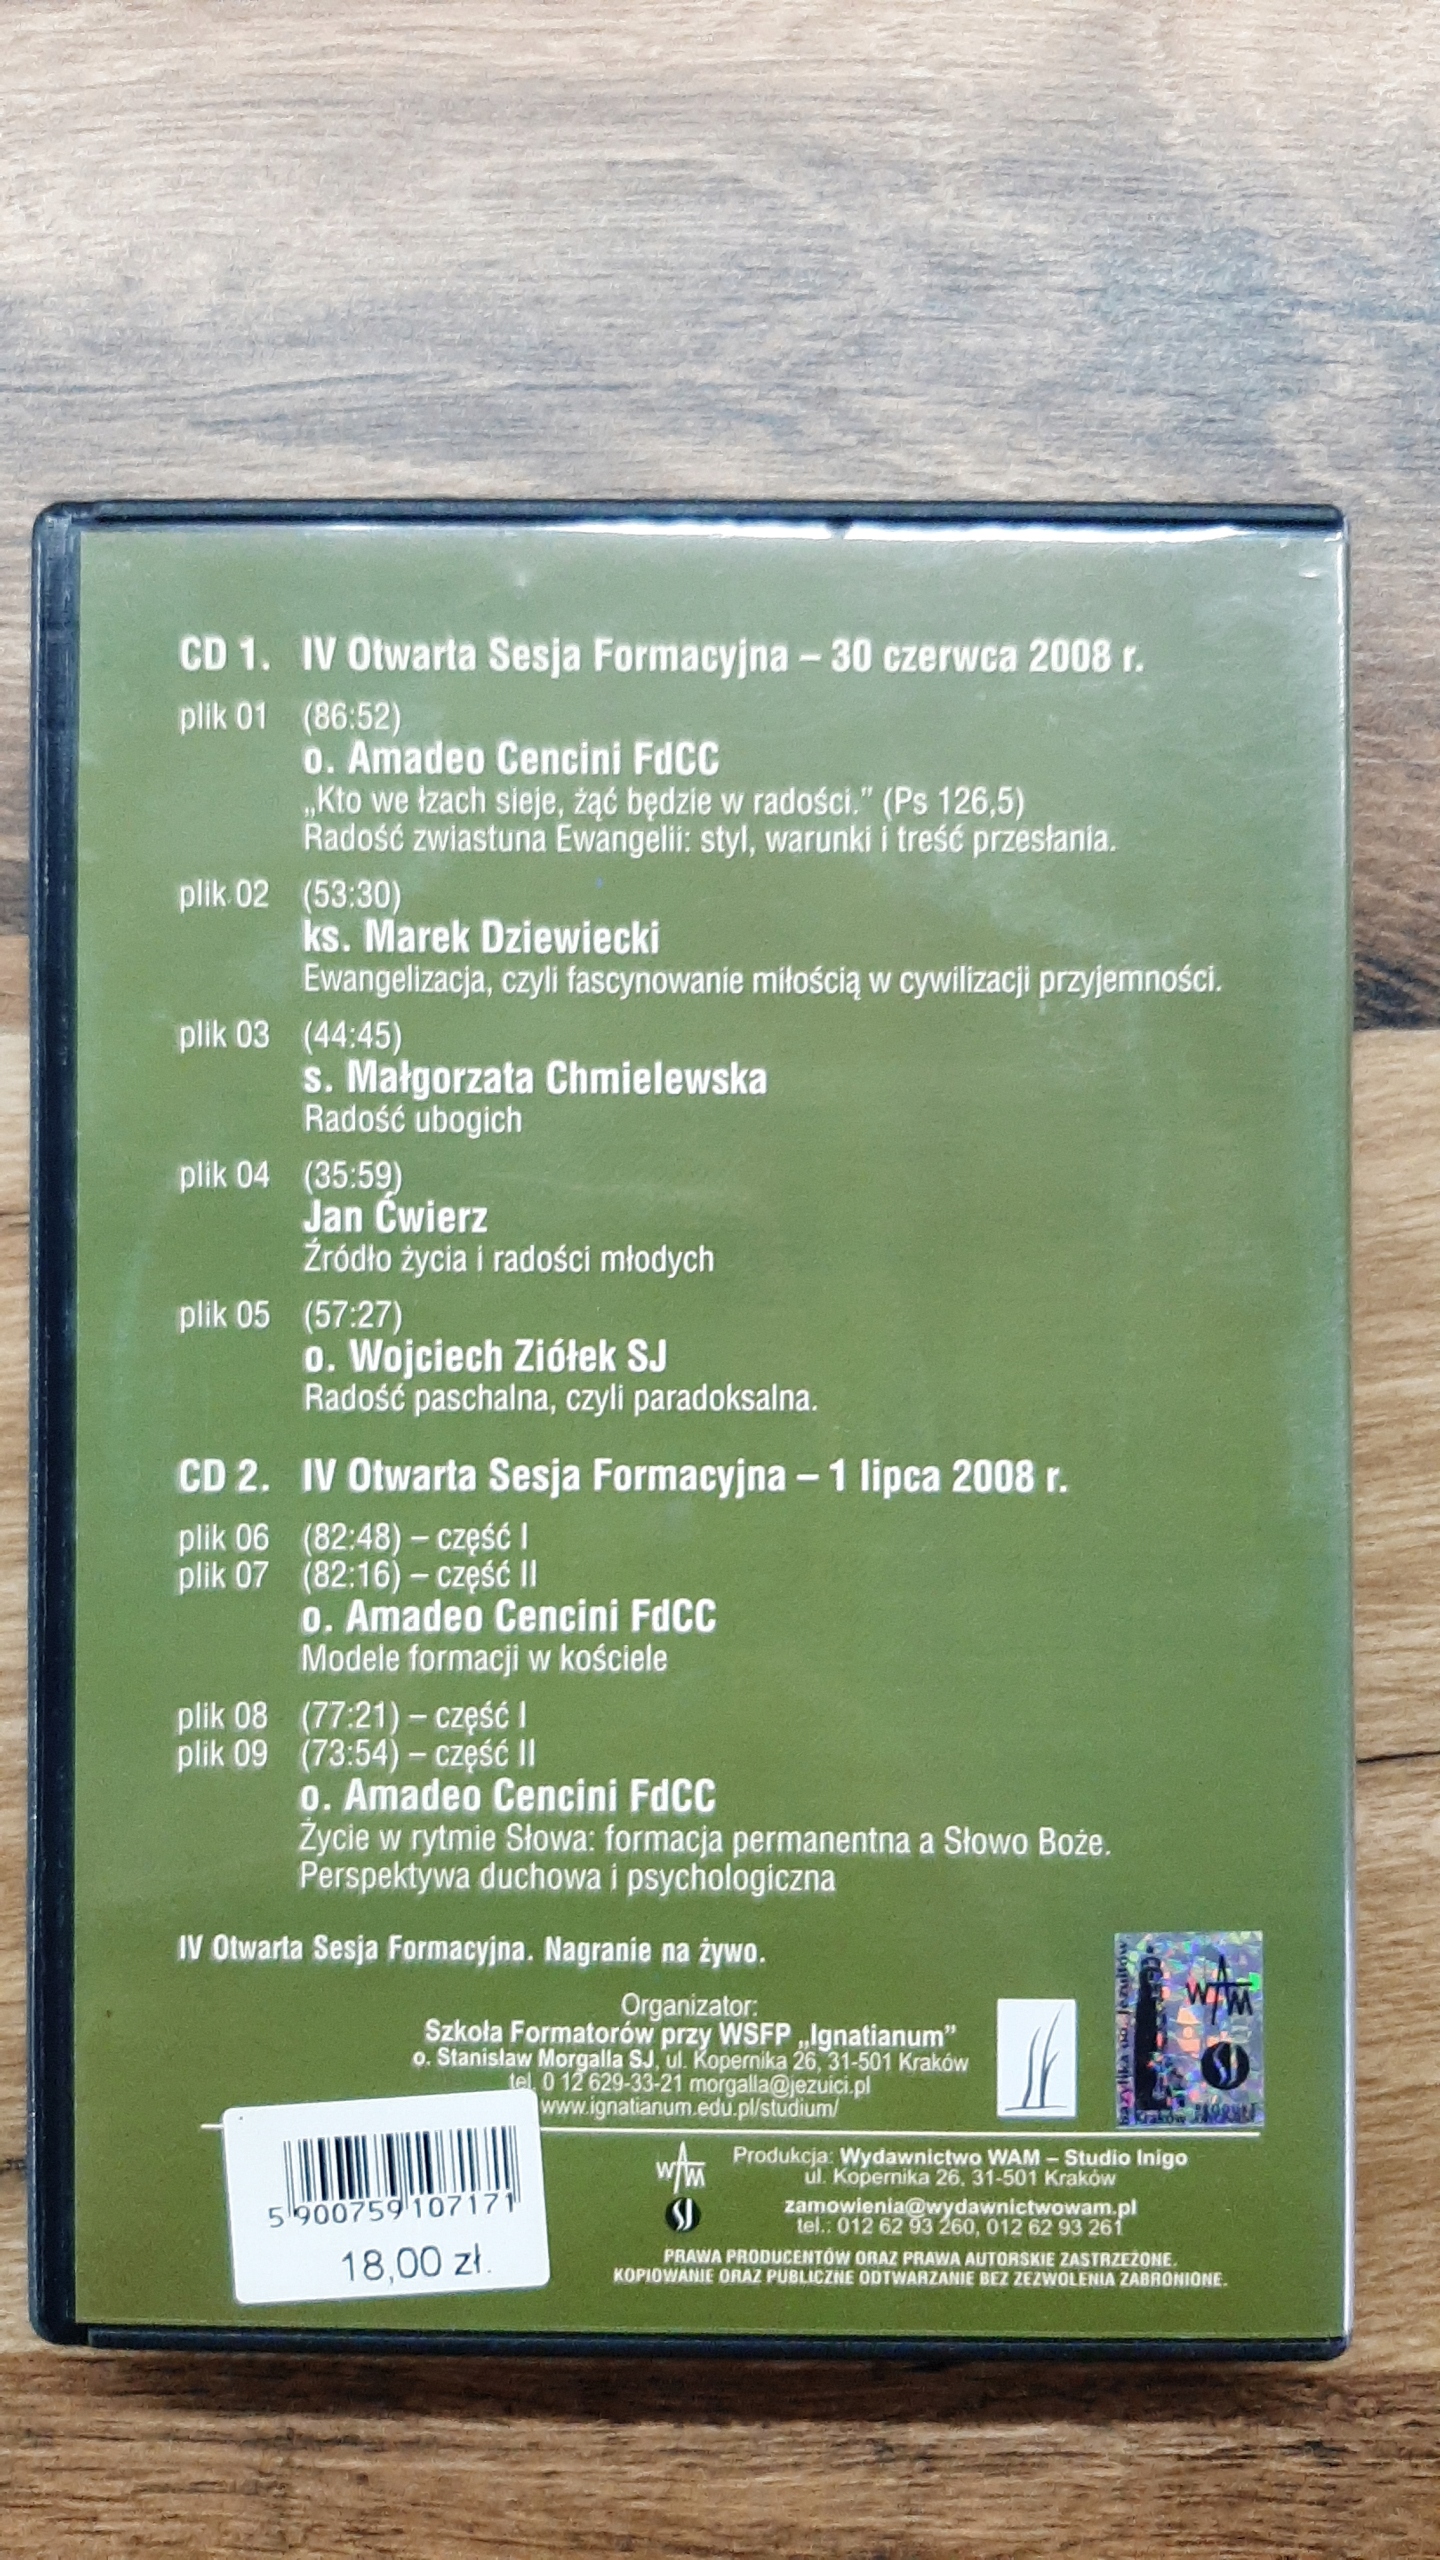 CD 1. IV Otwarta Sesja Formacyjna – 30 czerwca 2008 r.
plik 01 (86:52)
o. Amadeo Cencini FdCC
„Kto we łzach sieje, żąć będzie w radości.” (Ps 126,5)
Radość zwiastuna Ewangelii: styl, warunki i treść przesłania.
plik 02 (53:30)
ks. Marek Dziewiecki
Ewangelizacja, czyli fascynowanie miłością w cywilizacji przyjemności.
plik 03 (44:45)
s. Małgorzata Chmielewska
Radość ubogich
plik 04 (35:59)
Jan Ćwierz
Źródło życia i radości młodych
plik 05 (57:27)
o. Wojciech Ziółek SJ
Radość paschalna, czyli paradoksalna.
CD 2. IV Otwarta Sesja Formacyjna – 1 lipca 2008 r.
plik 06 (82:48) – część I
plik 07 (82:16) – część II
o. Amadeo Cencini FdCC
Modele formacji w kościele
plik 08 (77:21) – część I
plik 09 (73:54) – część II
o. Amadeo Cencini FdCC
Życie w rytmie Słowa: formacja permanentna a Słowo Boże.
Perspektywa duchowa i psychologiczna
IV Otwarta Sesja Formacyjna. Nagranie na żywo.
Organizator:
Szkoła Formatorów przy WSFP „Ignatianum”
o. Stanisław Morgalla SJ, ul. Kopernika 26, 31-501 Kraków
tel. 0 12 629-33-21 morgalla@jezuici.pl
www.ignatianum.edu.pl/studium/
WAM
SJ
bazylika oo. Jezuitów
Kraków
5 900759 107171
18,00 zł.
WAM
SJ
Produkcja: Wydawnictwo WAM – Studio Inigo
ul. Kopernika 26, 31-501 Kraków
zamowienia@wydawnictwowam.pl
tel.: 012 62 93 260, 012 62 93 261
PRAWA PRODUCENTÓW ORAZ PRAWA AUTORSKIE ZASTRZEŻONE.
KOPIOWANIE ORAZ PUBLICZNE ODTWARZANIE BEZ ZEZWOLENIA ZABRONIONE.